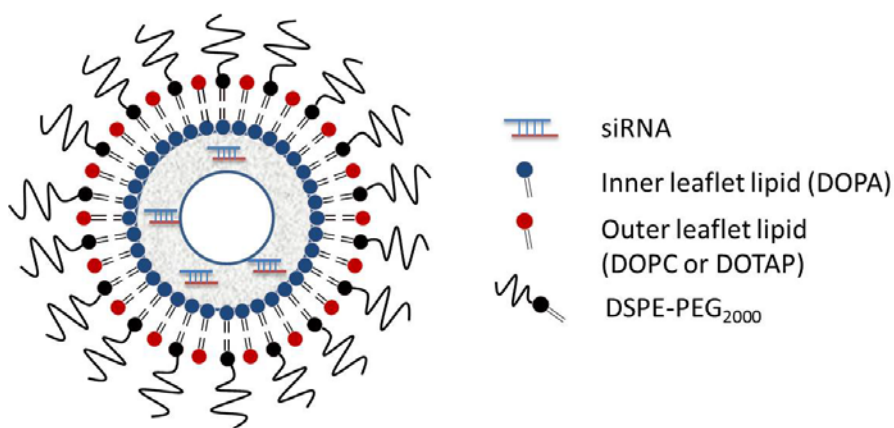 siRNA
Inner leaflet lipid (DOPA)
Outer leaflet lipid
(DOPC or DOTAP)
DSPE-PEG₂₀₀₀